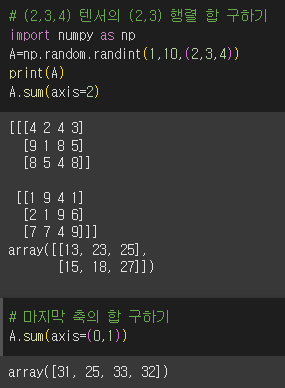 # (2,3,4) 텐서의 (2,3) 행렬 합 구하기
import numpy as np
A=np.random.randint(1,10,(2,3,4))
print(A)
A.sum(axis=2)
[[[4 2 4 3]
[9 1 8 5]
[8 5 4 8]]
[[1 9 4 1]
[2 1 9 6]
[7 7 4 9]]]
array([[13, 23, 25],
[15, 18, 27]])
# 마지막 축의 합 구하기
A.sum(axis=(0,1))
array([31, 25, 33, 32])